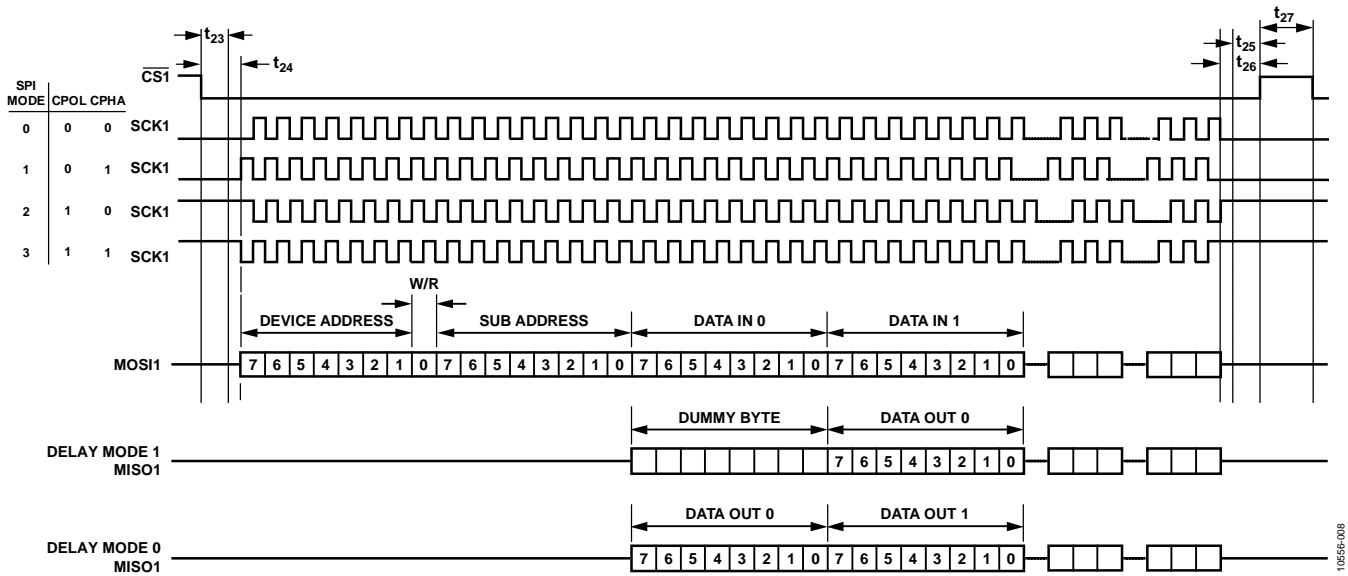 t27
t23
t25
t24
t26
CS1
SPI
MODE CPOL CPHA
0 0 0 SCK1
1 0 1 SCK1
2 1 0 SCK1
3 1 1 SCK1
W/R
DEVICE ADDRESS SUB ADDRESS DATA IN 0 DATA IN 1
MOSI1 7 6 5 4 3 2 1 0 7 6 5 4 3 2 1 0 7 6 5 4 3 2 1 0 7 6 5 4 3 2 1 0
DUMMY BYTE DATA OUT 0
DELAY MODE 1
MISO1
7 6 5 4 3 2 1 0
DATA OUT 0 DATA OUT 1
DELAY MODE 0
MISO1
7 6 5 4 3 2 1 0 7 6 5 4 3 2 1 0
10556-008